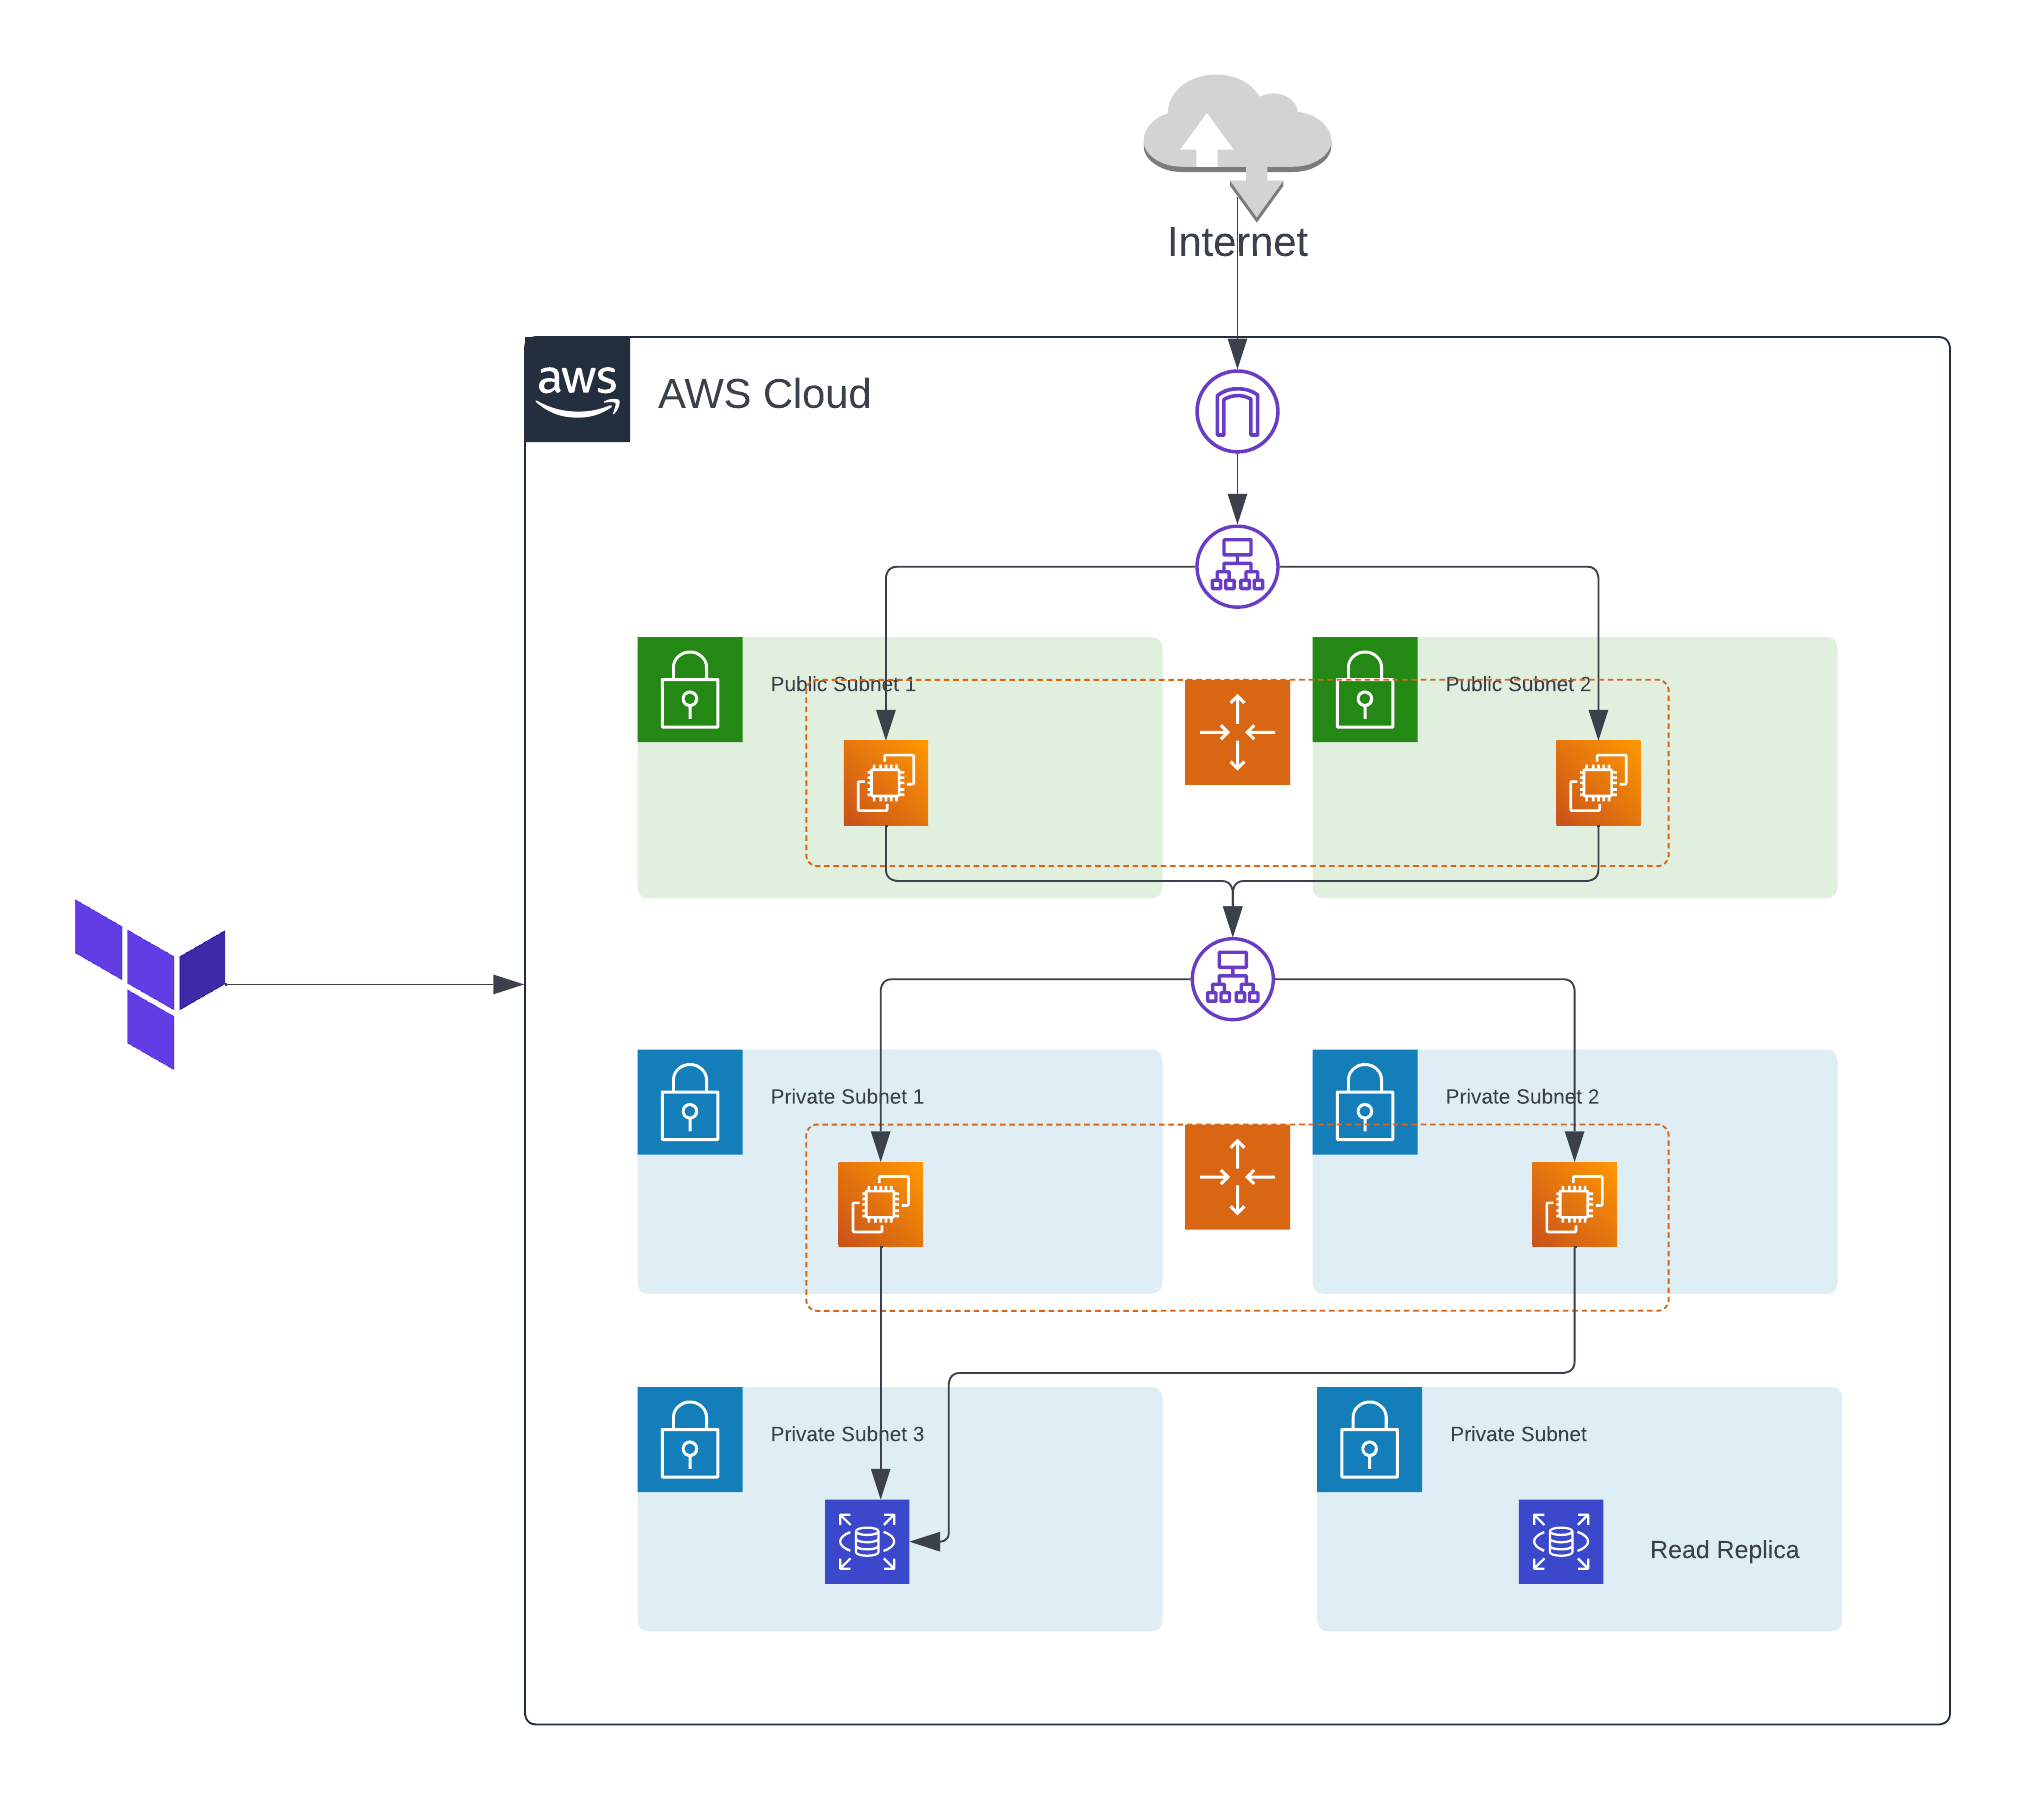 Internet
aws
AWS Cloud
Public Subnet 1
Public Subnet 2
Private Subnet 1
Private Subnet 2
Private Subnet 3
Private Subnet
Read Replica